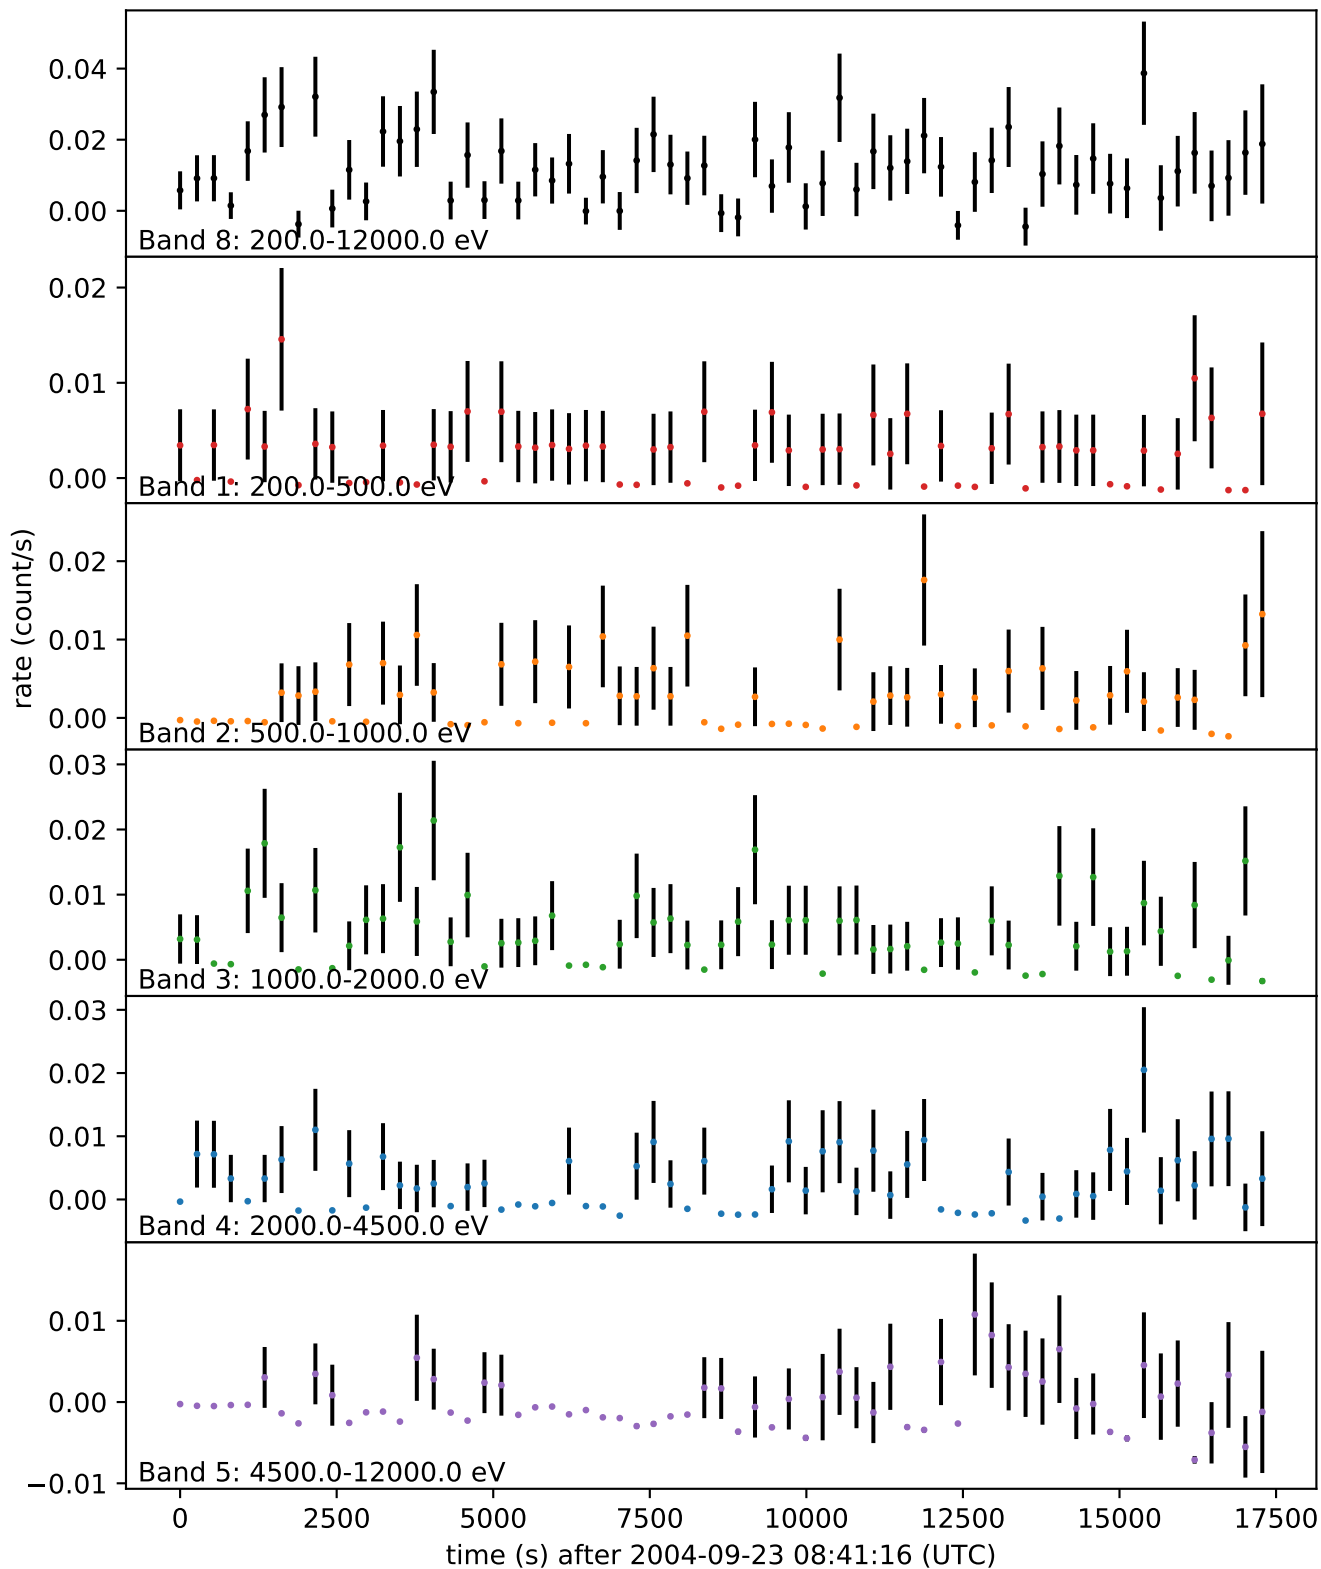 0.04
0.02
0.00
Band 8: 200.0-12000.0 eV
0.02
0.01
0.00
Band 1: 200.0-500.0 eV
rate (count/s)
0.02
0.01
0.00
Band 2: 500.0-1000.0 eV
0.03
0.02
0.01
0.00
Band 3: 1000.0-2000.0 eV
0.03
0.02
0.01
0.00
Band 4: 2000.0-4500.0 eV
0.01
0.00
−0.01
Band 5: 4500.0-12000.0 eV
0 2500 5000 7500 10000 12500 15000 17500
time (s) after 2004-09-23 08:41:16 (UTC)